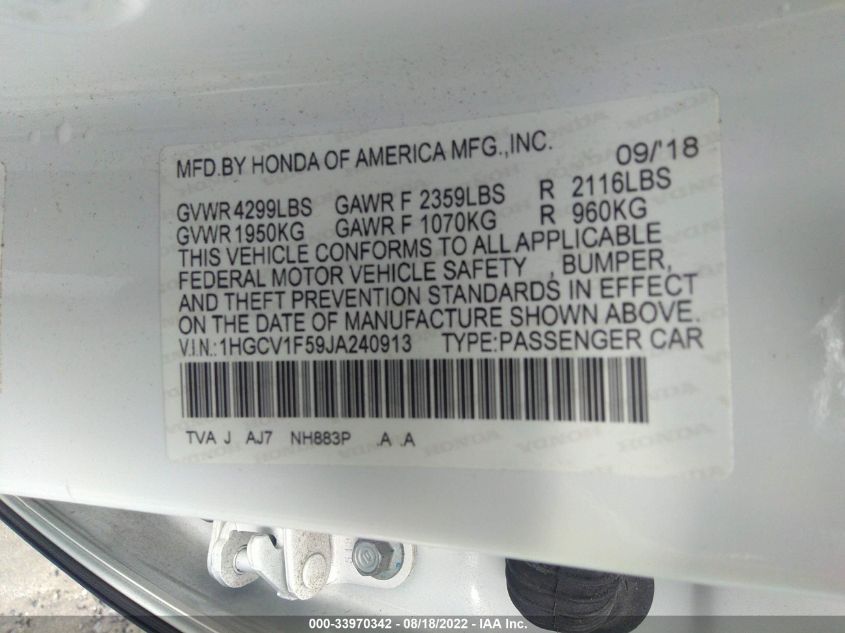 MFD.BY HONDA OF AMERICA MFG.,INC. 09/'18
GVWR 4299LBS GAWR F 2359LBS R 2116LBS
GVWR 1950KG GAWR F 1070KG R 960KG
THIS VEHICLE CONFORMS TO ALL APPLICABLE
FEDERAL MOTOR VEHICLE SAFETY , BUMPER,
AND THEFT PREVENTION STANDARDS IN EFFECT
ON THE DATE OF MANUFACTURE SHOWN ABOVE.
V.I.N.:1HGCV1F59JA240913 TYPE:PASSENGER CAR
TVA J AJ7 NH883P .A .A
000-33970342 - 08/18/2022 - IAA Inc.